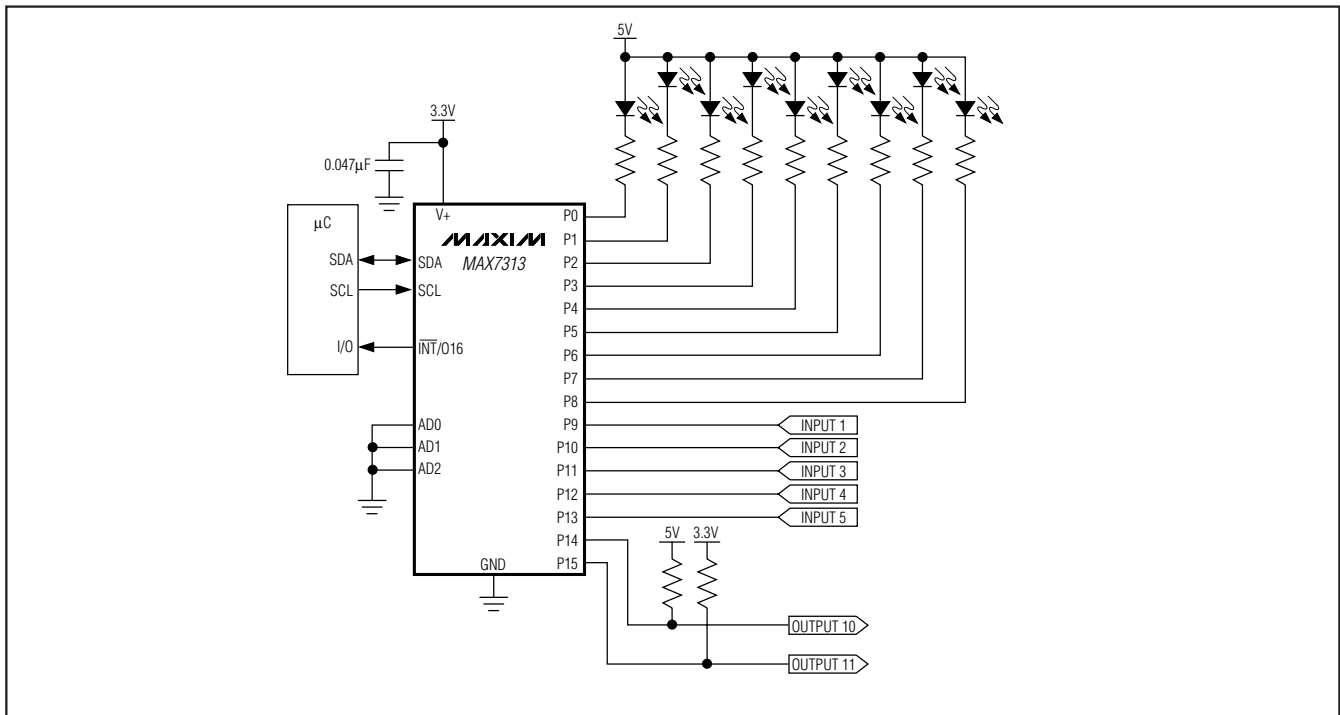 5V
3.3V
0.047μF
μC
V+
P0
MAXIM
P1
SDA
SDA
MAX7313
P2
SCL
SCL
P3
P4
P5
I/O
INT/O16
P6
P7
P8
AD0
P9
INPUT 1
AD1
P10
INPUT 2
AD2
P11
INPUT 3
P12
INPUT 4
P13
INPUT 5
P14
5V
3.3V
GND
P15
OUTPUT 10
OUTPUT 11